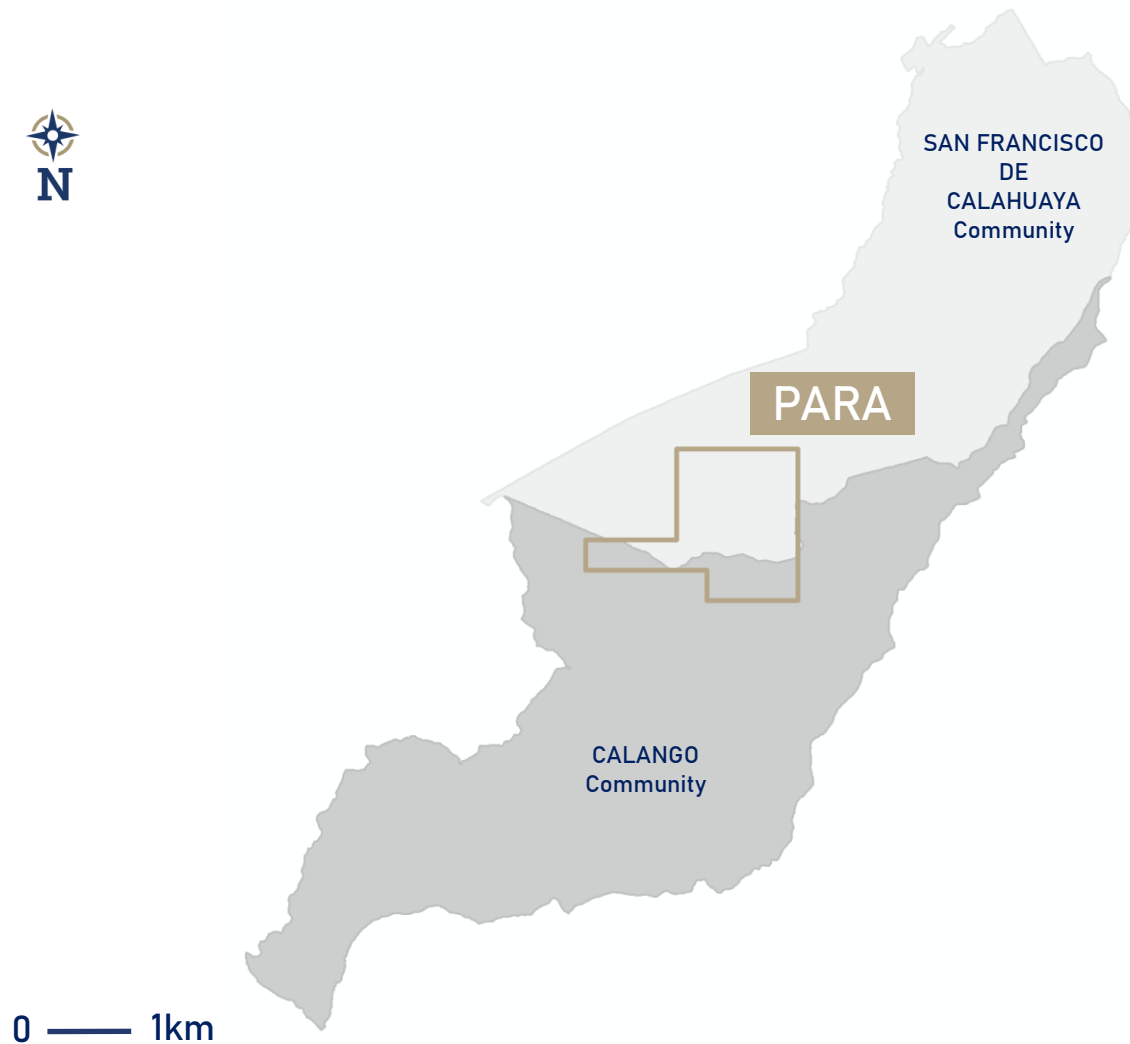 N
SAN FRANCISCO
DE
CALAHUAYA
Community
PARA
CALANGO
Community
0 1km